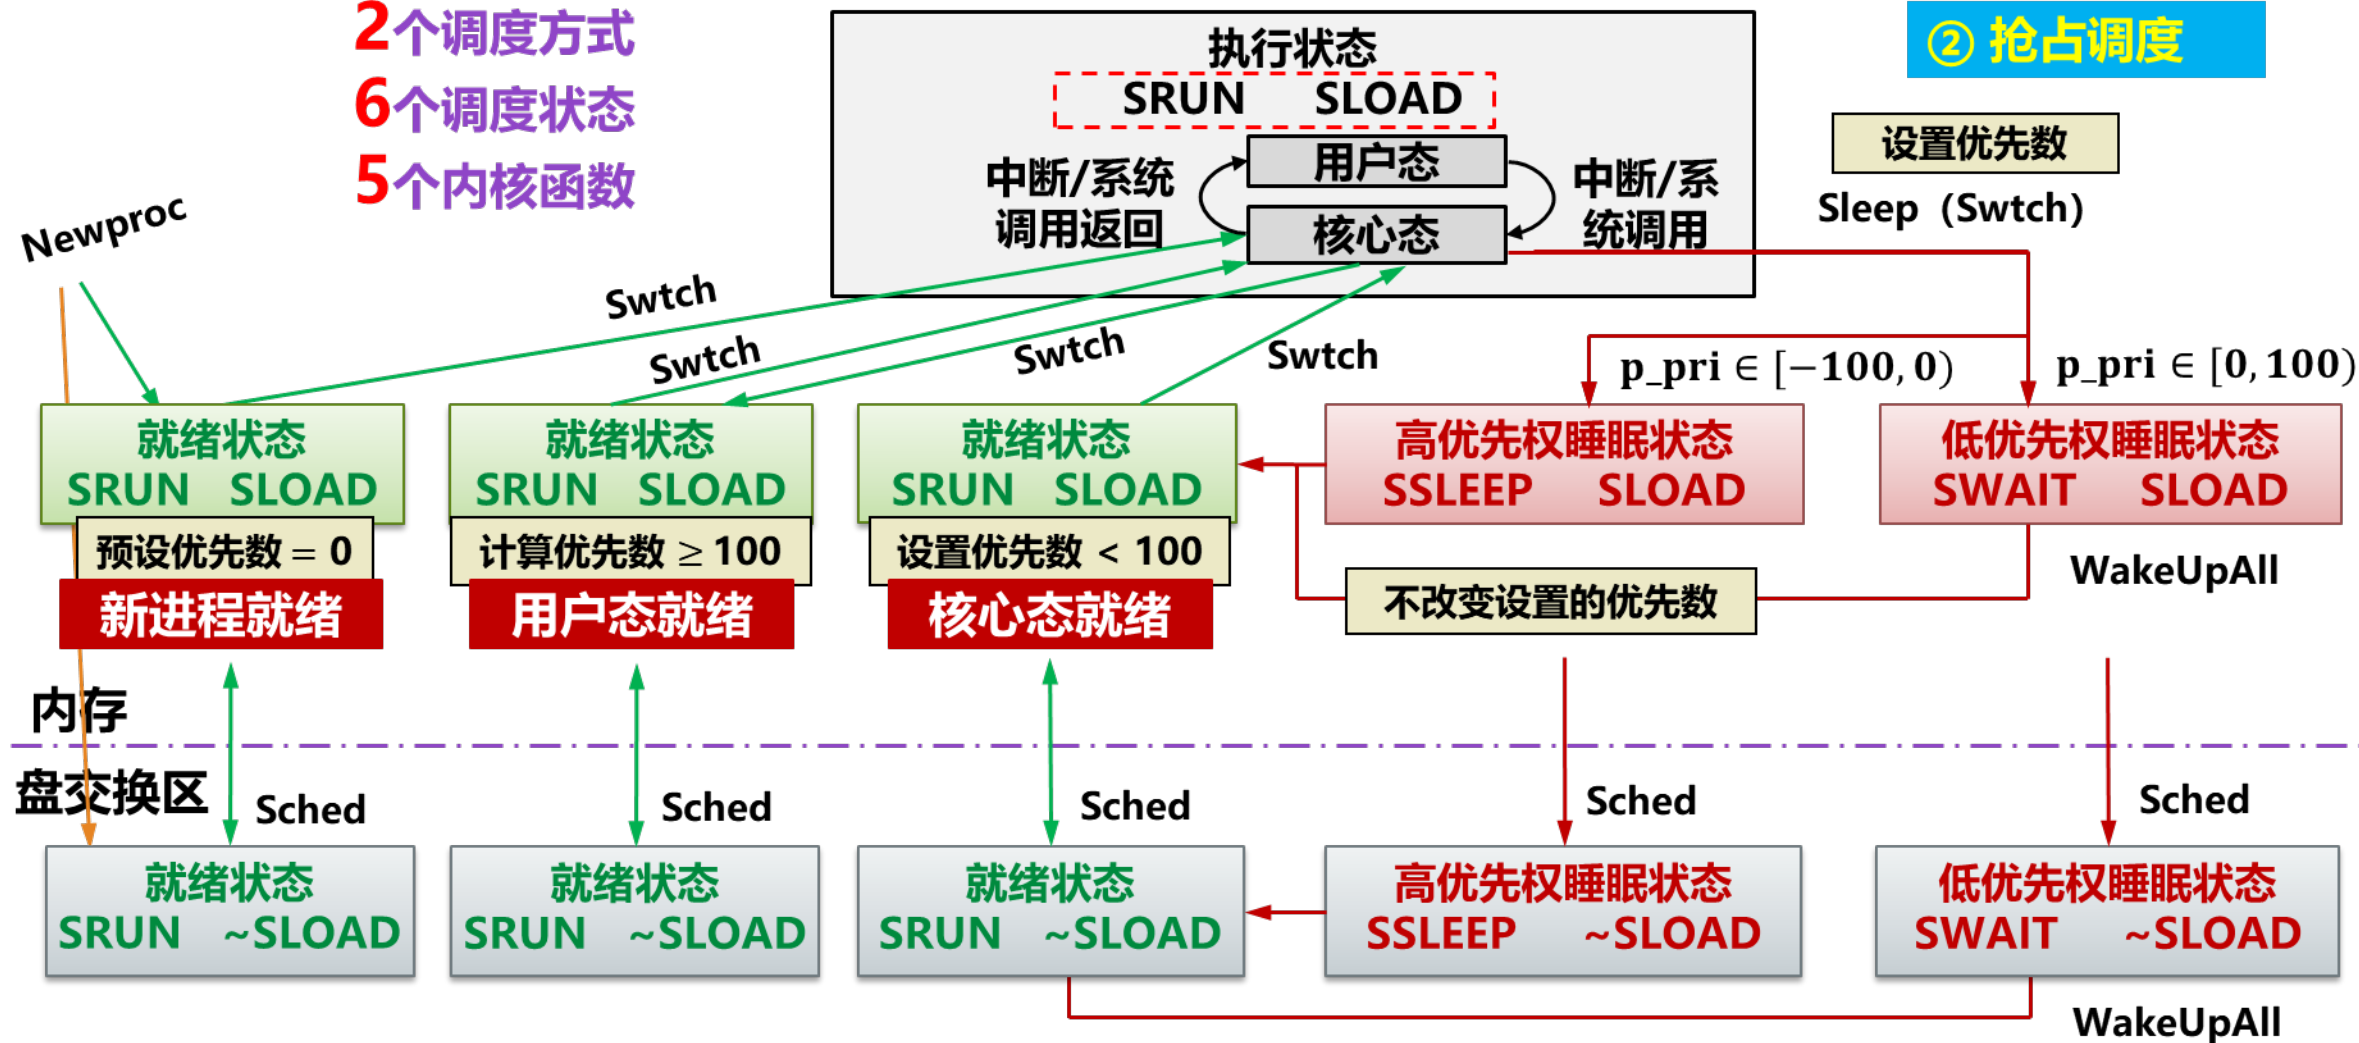 2个调度方式
6个调度状态
5个内核函数
② 抢占调度
执行状态
SRUN SLOAD
用户态
核心态
中断/系统
调用返回
中断/系
统调用
设置优先数
Sleep（Swtch）
Newproc
Swtch
Swtch
Swtch
Swtch
p_pri ∈ [−100, 0)
p_pri ∈ [0, 100)
就绪状态
SRUN SLOAD
预设优先数 = 0
新进程就绪
就绪状态
SRUN SLOAD
计算优先数 ≥ 100
用户态就绪
就绪状态
SRUN SLOAD
设置优先数 < 100
核心态就绪
高优先权睡眠状态
SSLEEP SLOAD
低优先权睡眠状态
SWAIT SLOAD
WakeUpAll
不改变设置的优先数
内存
盘交换区
Sched
Sched
Sched
Sched
Sched
就绪状态
SRUN ~SLOAD
就绪状态
SRUN ~SLOAD
就绪状态
SRUN ~SLOAD
高优先权睡眠状态
SSLEEP ~SLOAD
低优先权睡眠状态
SWAIT ~SLOAD
WakeUpAll